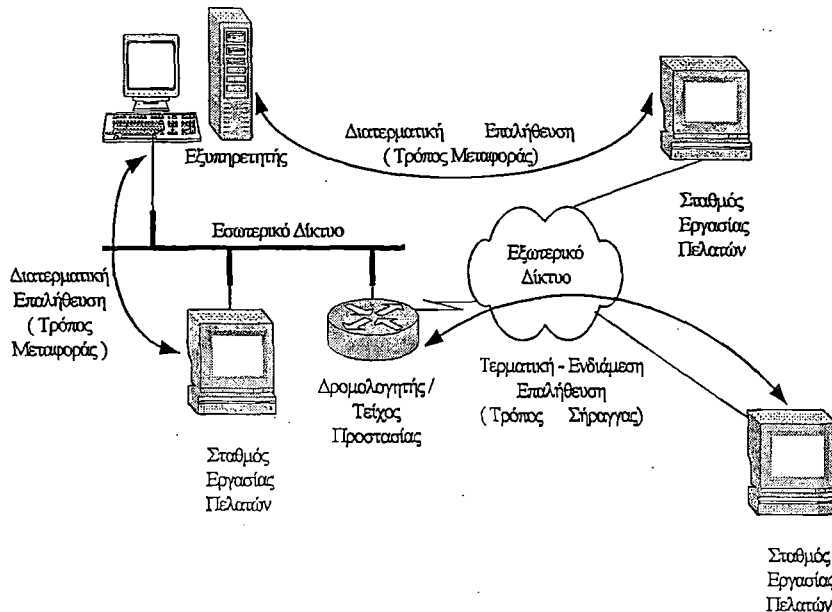 Εξυπηρετητής
Διατερματική Επαλήθευση
( Τρόπος Μεταφοράς)
Σταθμός
Εργασίας
Πελατών
Εσωτερικό Δίκτυο
Εξωτερικό
Δίκτυο
Διατερματική
Επαλήθευση
( Τρόπος
Μεταφοράς )
Δρομολογητής /
Τείχος
Προστασίας
Τερματική - Ενδιάμεση
Επαλήθευση
( Τρόπος Σήραγγας)
Σταθμός
Εργασίας
Πελατών
Σταθμός
Εργασίας
Πελατών